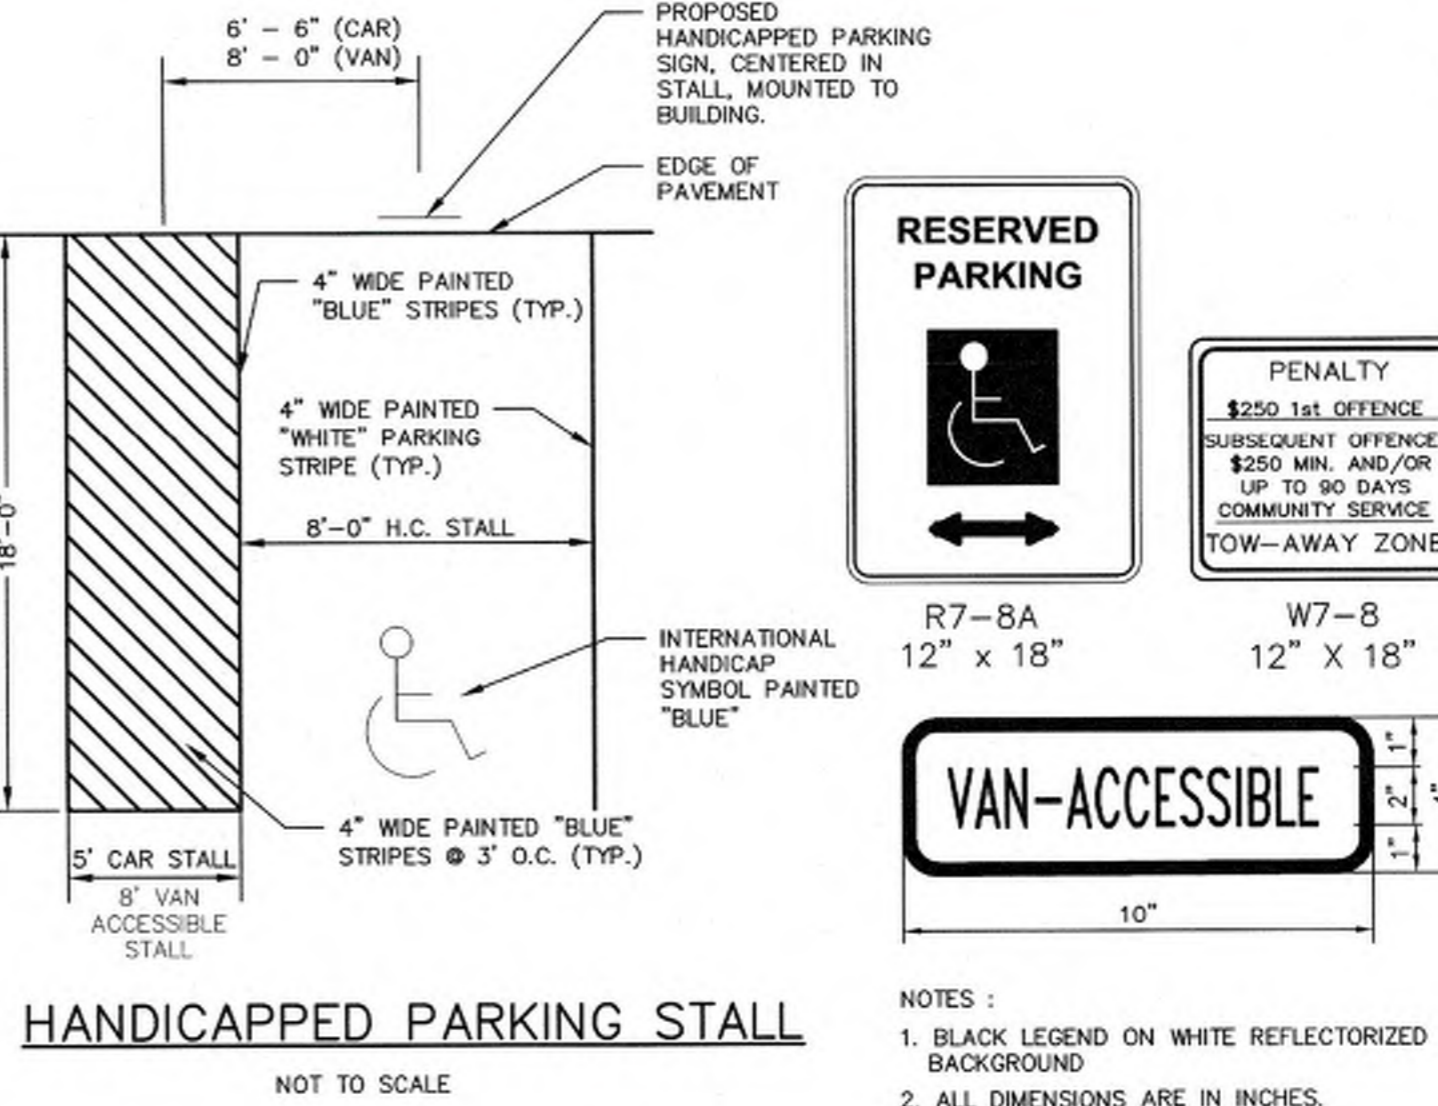 6' - 6" (CAR)
8' - 0" (VAN)
PROPOSED
HANDICAPPED PARKING
SIGN, CENTERED IN
STALL, MOUNTED TO
BUILDING.
EDGE OF
PAVEMENT
4" WIDE PAINTED
"BLUE" STRIPES (TYP.)
4" WIDE PAINTED
"WHITE" PARKING
STRIPE (TYP.)
18'-0"
8'-0" H.C. STALL
INTERNATIONAL
HANDICAP
SYMBOL PAINTED
"BLUE"
4" WIDE PAINTED "BLUE"
STRIPES @ 3' O.C. (TYP.)
5' CAR STALL
8' VAN
ACCESSIBLE
STALL
HANDICAPPED PARKING STALL
NOT TO SCALE
RESERVED
PARKING
R7-8A
12" x 18"
PENALTY
$250 1st OFFENCE
SUBSEQUENT OFFENCE
$250 MIN. AND/OR
UP TO 90 DAYS
COMMUNITY SERVICE
TOW-AWAY ZONE
W7-8
12" X 18"
VAN-ACCESSIBLE
1"
2"
1"
10"
NOTES :
1. BLACK LEGEND ON WHITE REFLECTORIZED
BACKGROUND
2. ALL DIMENSIONS ARE IN INCHES.